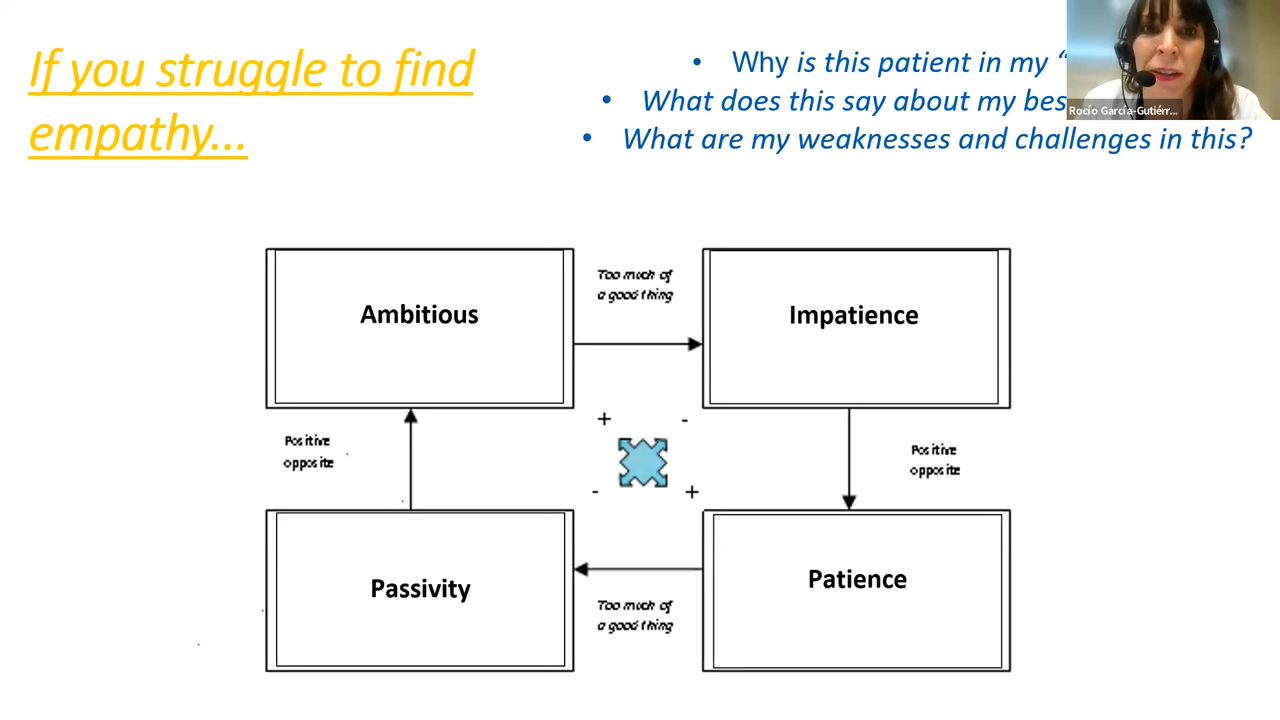 If you struggle to find
empathy...
• Why is this patient in my “
• What does this say about my bes
• What are my weaknesses and challenges in this?
Rocío García-Gutiérr...
Ambitious
Too much of
a good thing
Impatience
Positive
opposite
+ -
- +
Positive
opposite
Passivity
Too much of
a good thing
Patience